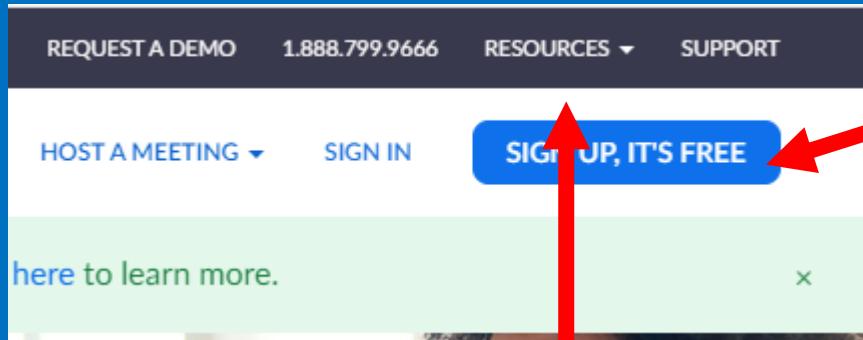 REQUEST A DEMO 1.888.799.9666 RESOURCES SUPPORT
HOST A MEETING SIGN IN SIGN UP, IT'S FREE
here to learn more. ×